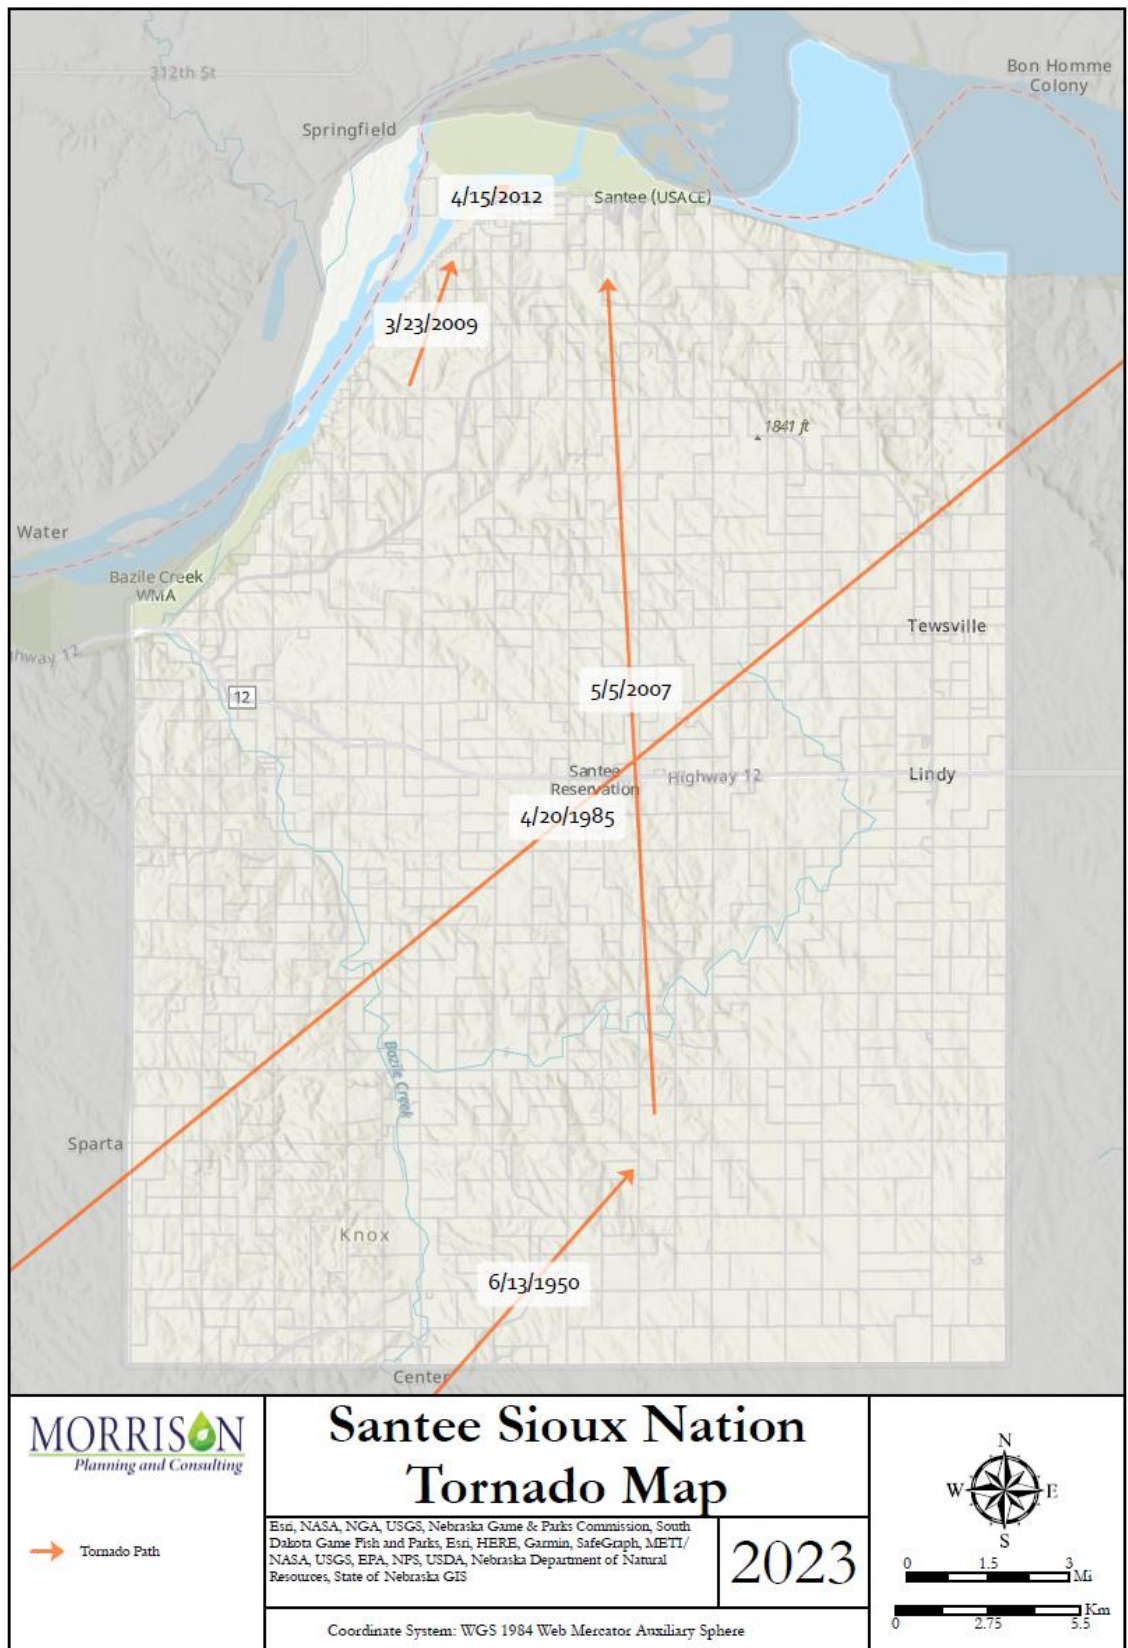 312th St
Bon Homme
Colony
Springfield
4/15/2012
Santee (USACE)
3/23/2009
1841 ft
Water
Bazile Creek
WMA
Tewsville
hway 12
5/5/2007
12
Santee
Reservation
Highway 12
Lindy
4/20/1985
Bazile Creek
Sparta
Knox
6/13/1950
Center
MORRISON
Planning and Consulting
Tornado Path
Santee Sioux Nation
Tornado Map
Esri, NASA, NGA, USGS, Nebraska Game & Parks Commission, South
Dakota Game Fish and Parks, Esri, HERE, Garmin, SafeGraph, METI/
NASA, USGS, EPA, NPS, USDA, Nebraska Department of Natural
Resources, State of Nebraska GIS
2023
Coordinate System: WGS 1984 Web Mercator Auxiliary Sphere
N
W E
S
0 1.5 3
Mi
Km
0 2.75 5.5